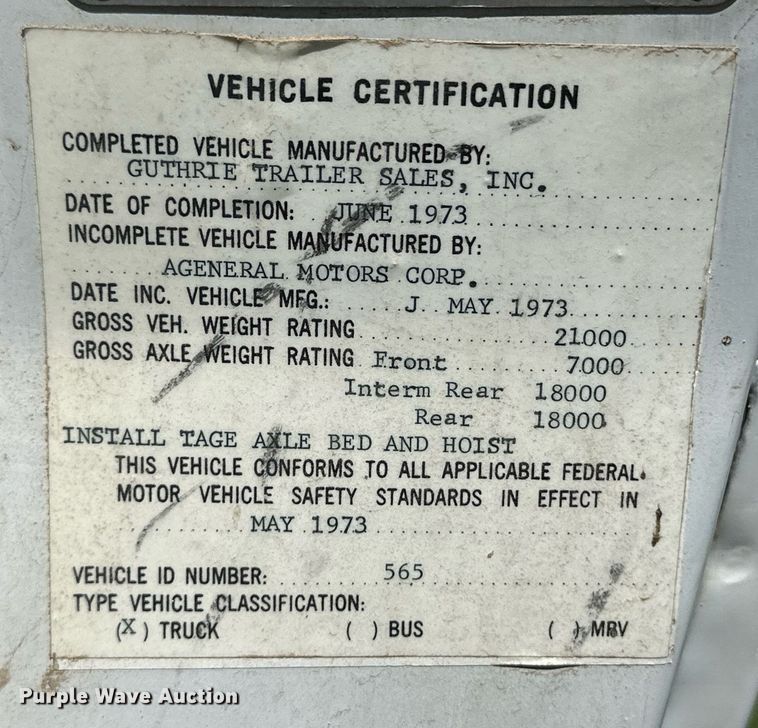 VEHICLE CERTIFICATION
COMPLETED VEHICLE MANUFACTURED BY:
GUTHRIE TRAILER SALES, INC.
DATE OF COMPLETION: JUNE 1973
INCOMPLETE VEHICLE MANUFACTURED BY:
AGENERAL MOTORS CORP.
DATE INC. VEHICLE MFG.: J MAY 1973
GROSS VEH. WEIGHT RATING 21000
GROSS AXLE WEIGHT RATING Front 7000
Interm Rear 18000
Rear 18000
INSTALL TAGE AXLE BED AND HOIST
THIS VEHICLE CONFORMS TO ALL APPLICABLE FEDERAL
MOTOR VEHICLE SAFETY STANDARDS IN EFFECT IN
MAY 1973
VEHICLE ID NUMBER: 565
TYPE VEHICLE CLASSIFICATION:
(X) TRUCK ( ) BUS ( ) MPV
Purple Wave Auction